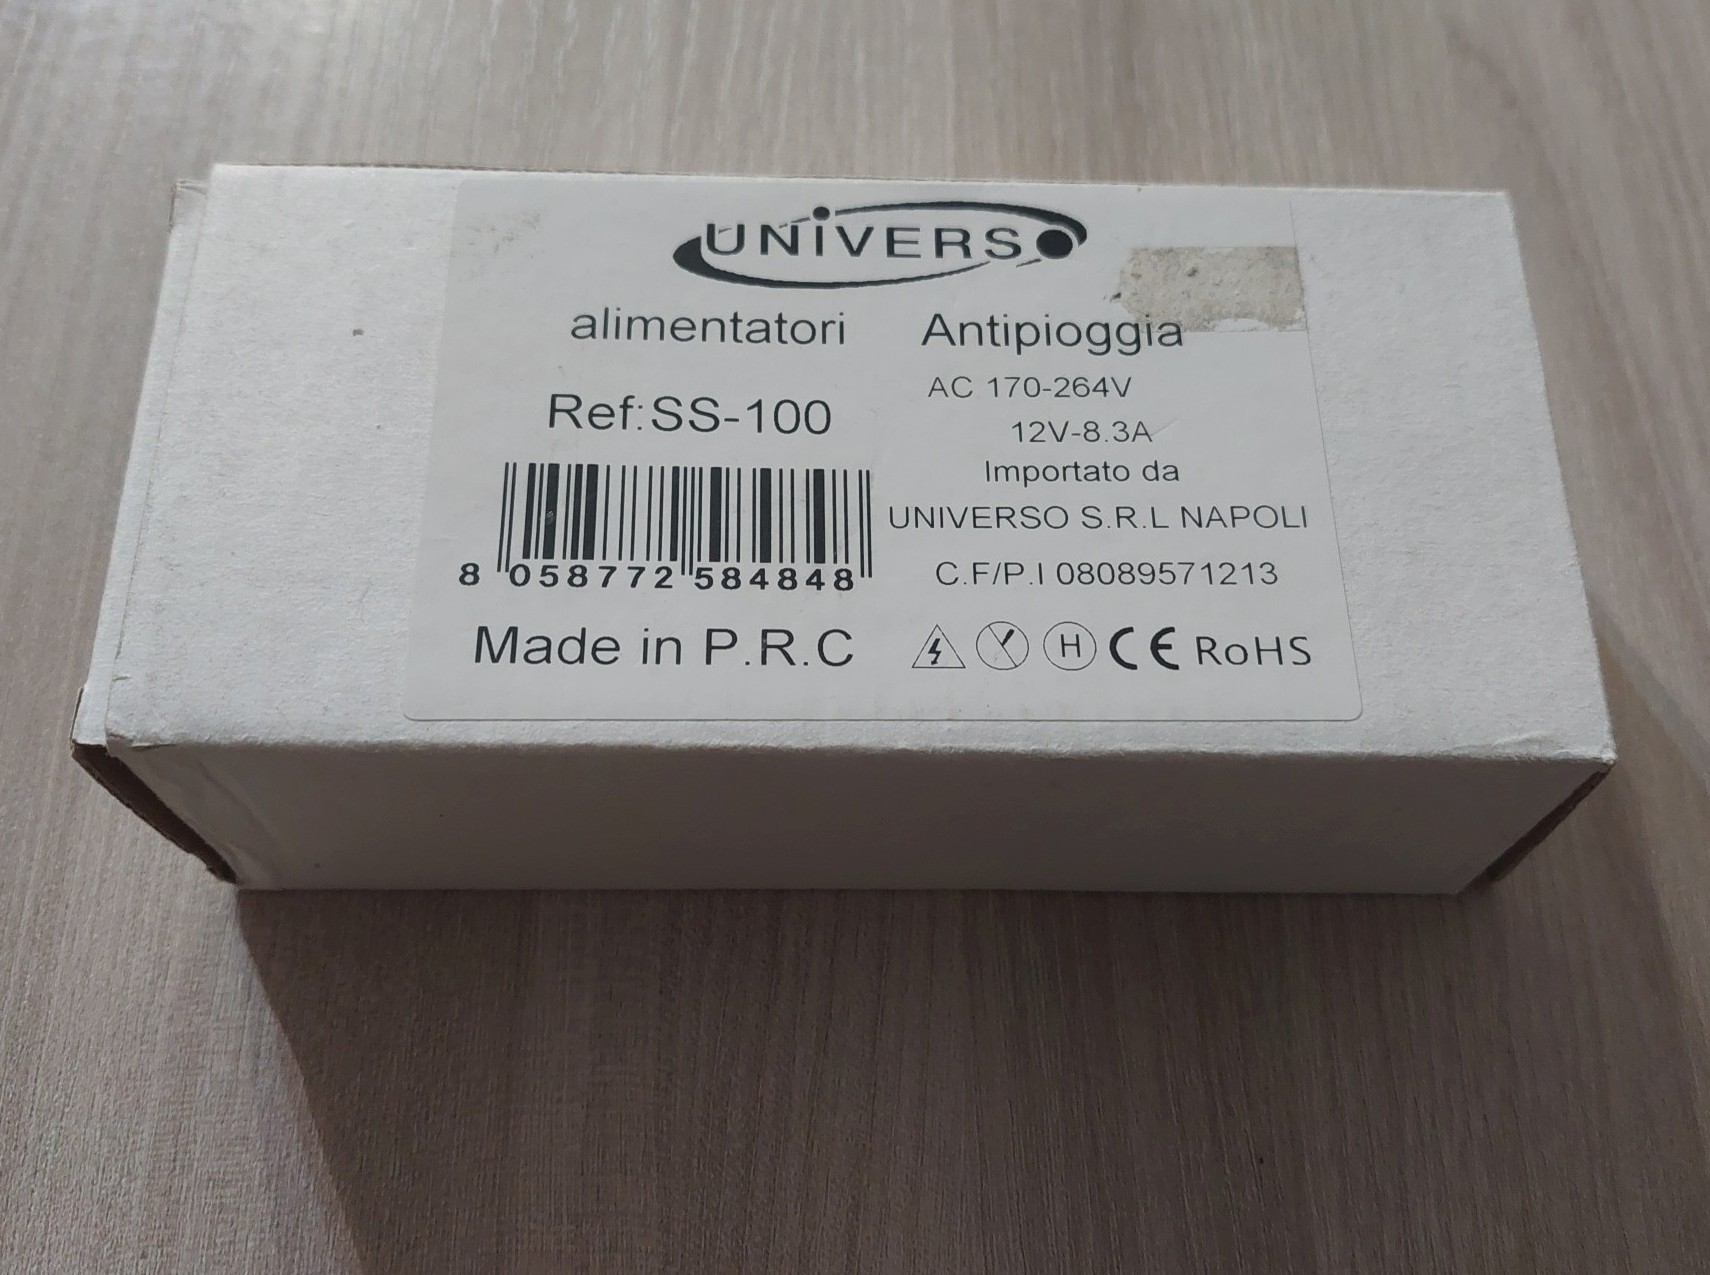 UNiVERSO
alimentatori
Ref:SS-100
8 058772 584848
Made in P.R.C
Antipioggia
AC 170-264V
12V-8.3A
Importato da
UNIVERSO S.R.L NAPOLI
C.F/P.I 08089571213
H CE RoHS